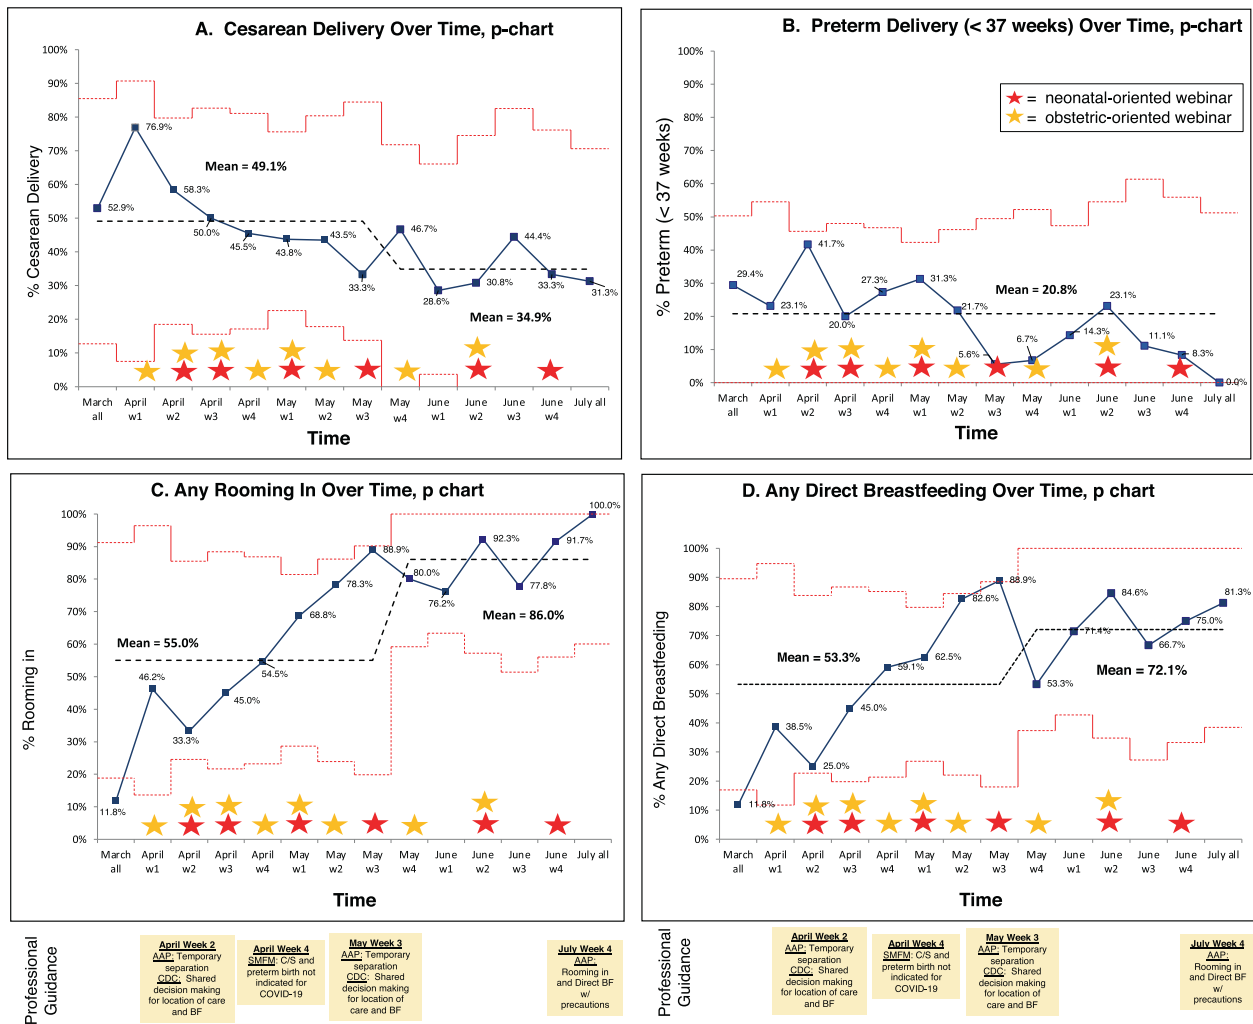 A. Cesarean Delivery Over Time, p-chart
% Cesarean Delivery
100%
90%
80%
70%
60%
50%
40%
30%
20%
10%
0%
52.9%
76.9%
58.3%
50.0%
45.5%
43.8%
43.5%
33.3%
46.7%
28.6%
30.8%
44.4%
33.3%
31.3%
Mean = 49.1%
Mean = 34.9%
March all
April w1
April w2
April w3
April w4
May w1
May w2
May w3
May w4
June w1
June w2
June w3
June w4
July all
Time
B. Preterm Delivery (< 37 weeks) Over Time, p-chart
= neonatal-oriented webinar
= obstetric-oriented webinar
% Preterm (< 37 weeks)
100%
90%
80%
70%
60%
50%
40%
30%
20%
10%
0%
29.4%
23.1%
41.7%
20.0%
27.3%
31.3%
21.7%
5.6%
6.7%
14.3%
23.1%
11.1%
8.3%
0.0%
Mean = 20.8%
March all
April w1
April w2
April w3
April w4
May w1
May w2
May w3
May w4
June w1
June w2
June w3
June w4
July all
Time
C. Any Rooming In Over Time, p chart
% Rooming in
100%
90%
80%
70%
60%
50%
40%
30%
20%
10%
0%
11.8%
46.2%
33.3%
45.0%
54.5%
68.8%
78.3%
88.9%
80.0%
76.2%
92.3%
77.8%
91.7%
100.0%
Mean = 55.0%
Mean = 86.0%
March all
April w1
April w2
April w3
April w4
May w1
May w2
May w3
May w4
June w1
June w2
June w3
June w4
July all
Time
D. Any Direct Breastfeeding Over Time, p chart
% Any Direct Breastfeeding
100%
90%
80%
70%
60%
50%
40%
30%
20%
10%
0%
11.8%
38.5%
25.0%
45.0%
59.1%
62.5%
82.6%
88.9%
53.3%
71.4%
84.6%
66.7%
75.0%
81.3%
Mean = 53.3%
Mean = 72.1%
March all
April w1
April w2
April w3
April w4
May w1
May w2
May w3
May w4
June w1
June w2
June w3
June w4
July all
Time
Professional
Guidance
April Week 2
AAP: Temporary
separation
CDC: Shared
decision making
for location of care
and BF
April Week 4
SMFM: C/S and
preterm birth not
indicated for
COVID-19
May Week 3
AAP: Temporary
separation
CDC: Shared
decision making
for location of
care and BF
July Week 4
AAP:
Rooming in
and Direct BF
w/
precautions
Professional
Guidance
April Week 2
AAP: Temporary
separation
CDC: Shared
decision making
for location of care
and BF
April Week 4
SMFM: C/S and
preterm birth not
indicated for
COVID-19
May Week 3
AAP: Temporary
separation
CDC: Shared
decision making
for location of
care and BF
July Week 4
AAP:
Rooming in
and Direct BF
w/
precautions